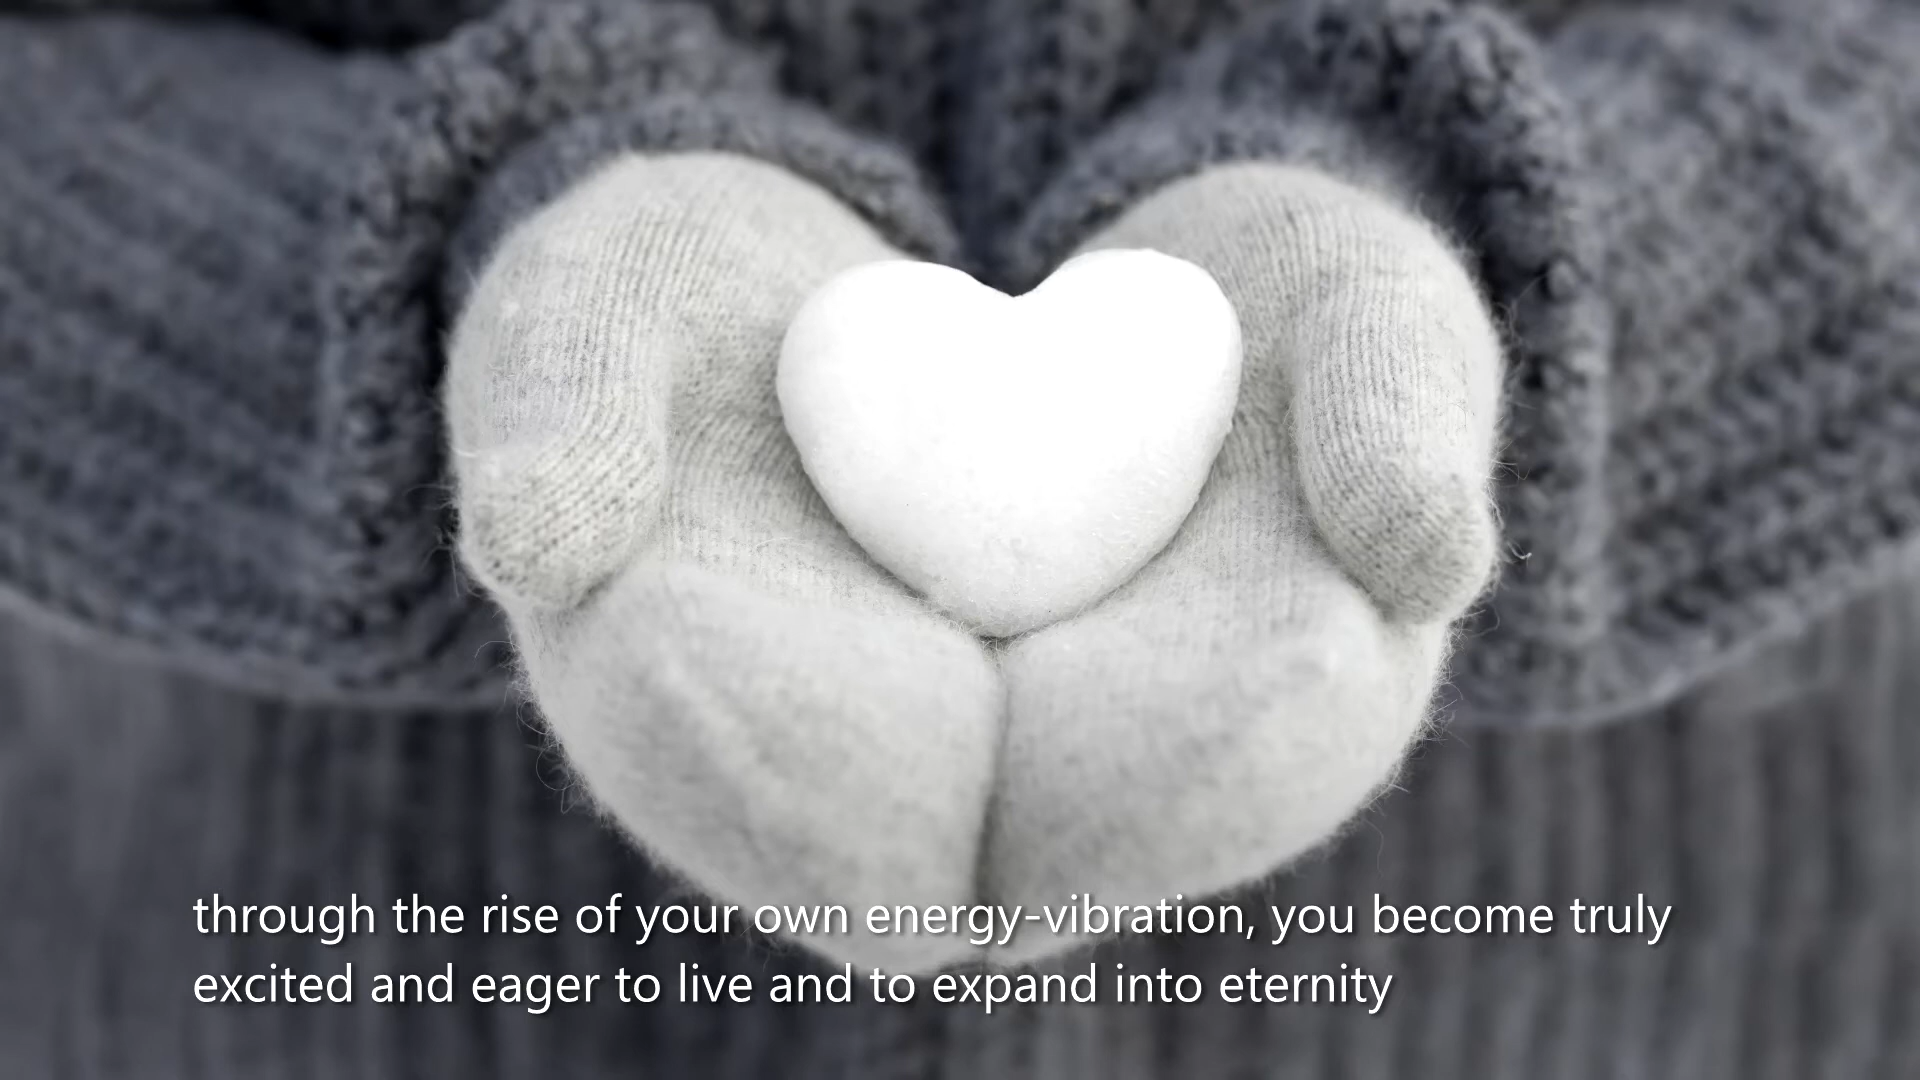 through the rise of your own energy-vibration, you become truly
excited and eager to live and to expand into eternity